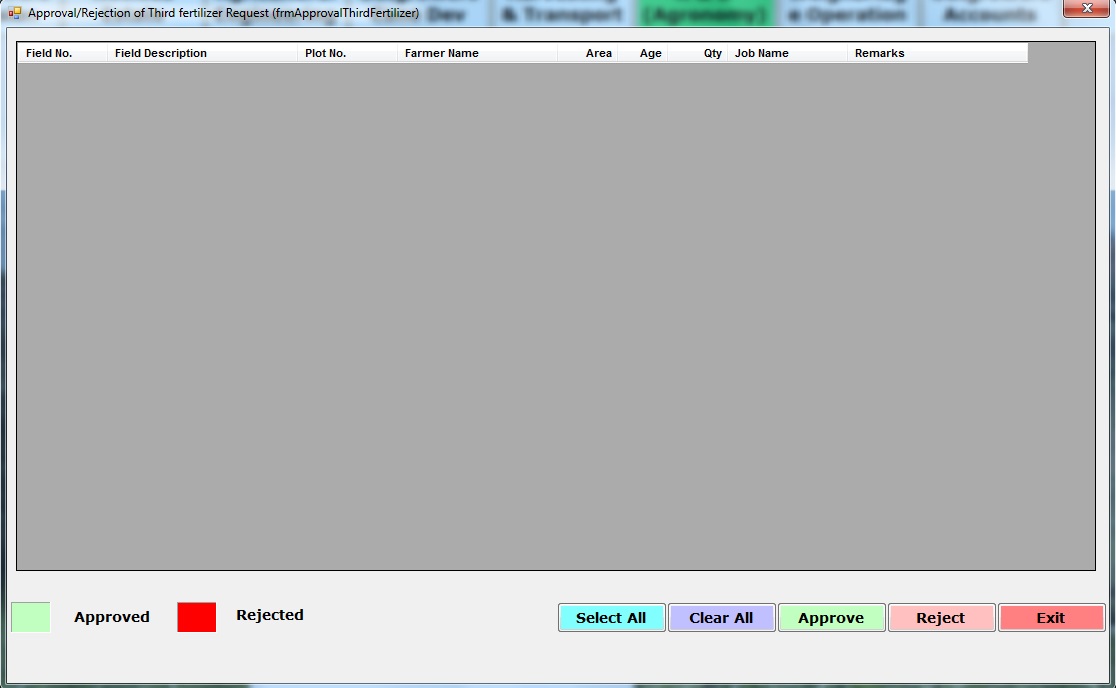 Approval/Rejection of Third fertilizer Request (frmApprovalThirdFertilizer)
Dev
& Transport
[Agronomy]
e Operation
Accounts
Field No. Field Description Plot No. Farmer Name Area Age Qty Job Name Remarks
Approved Rejected Select All Clear All Approve Reject Exit